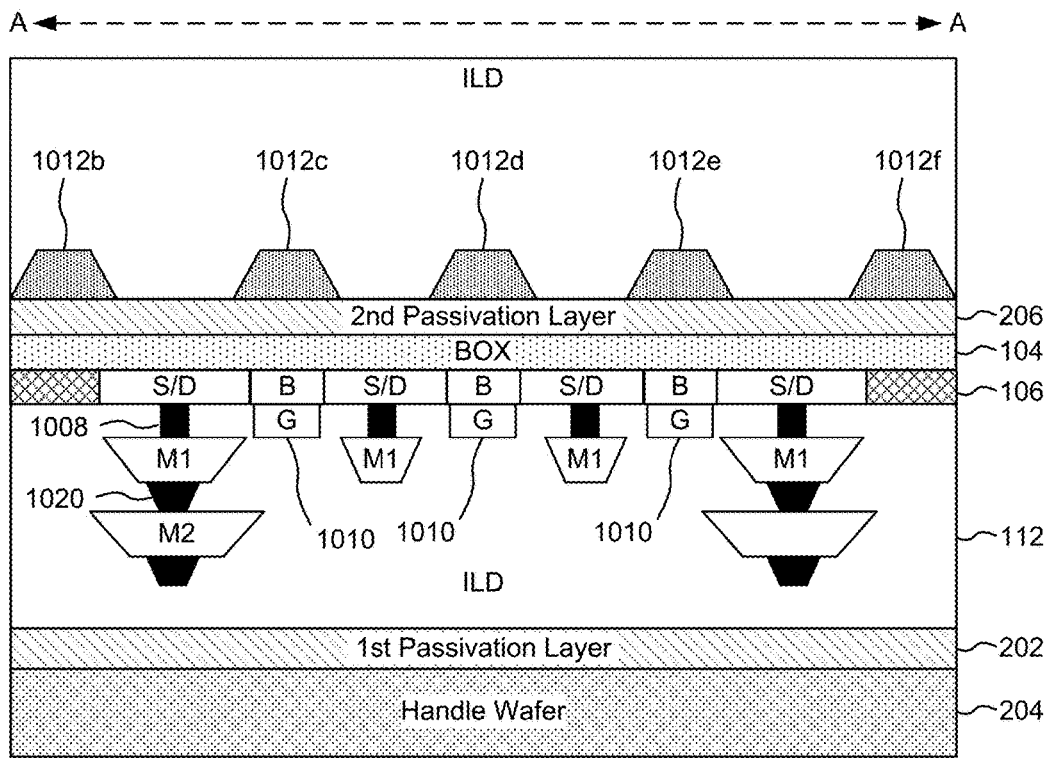 A A
ILD
1012b 1012c 1012d 1012e 1012f
2nd Passivation Layer 206
BOX 104
S/D B S/D B S/D B S/D 106
1008 G G G
M1 M1 M1 M1
1020
M2 1010 1010 1010 112
ILD
1st Passivation Layer 202
Handle Wafer 204